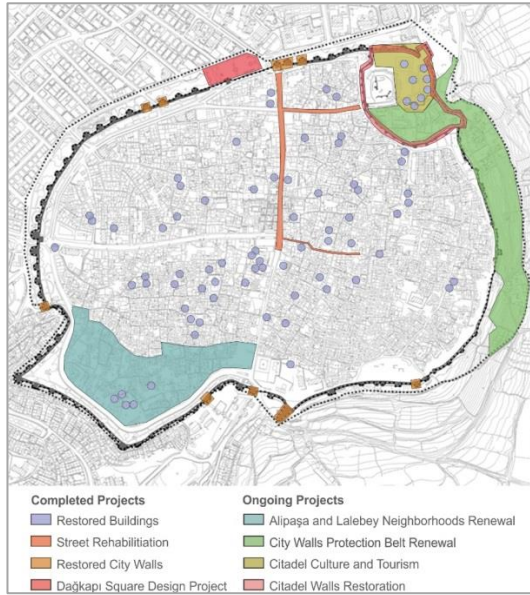 Completed Projects
Restored Buildings
Street Rehabilitiation
Restored City Walls
Dağkapı Square Design Project
Ongoing Projects
Alipaşa and Lalebey Neighborhoods Renewal
City Walls Protection Belt Renewal
Citadel Culture and Tourism
Citadel Walls Restoration